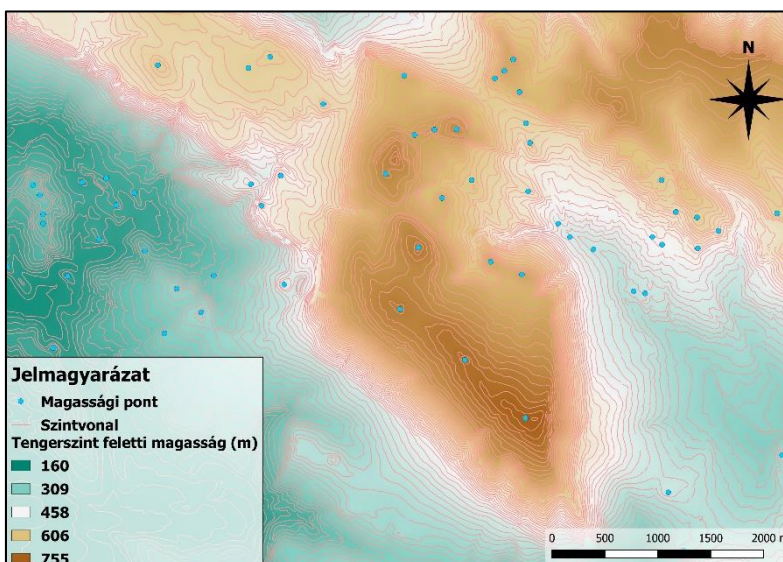 N
Jelmagyarázat
Magassági pont
Szintvonal
Tengerszint feletti magasság (m)
160
309
458
606
755
0 500 1000 1500 2000 m